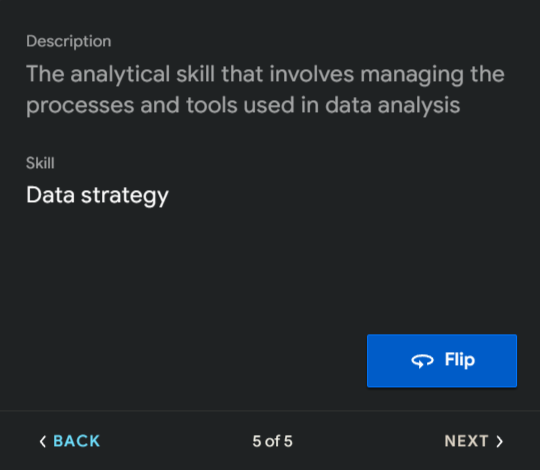 Description
The analytical skill that involves managing the
processes and tools used in data analysis
Skill
Data strategy
Flip
BACK
5 of 5
NEXT